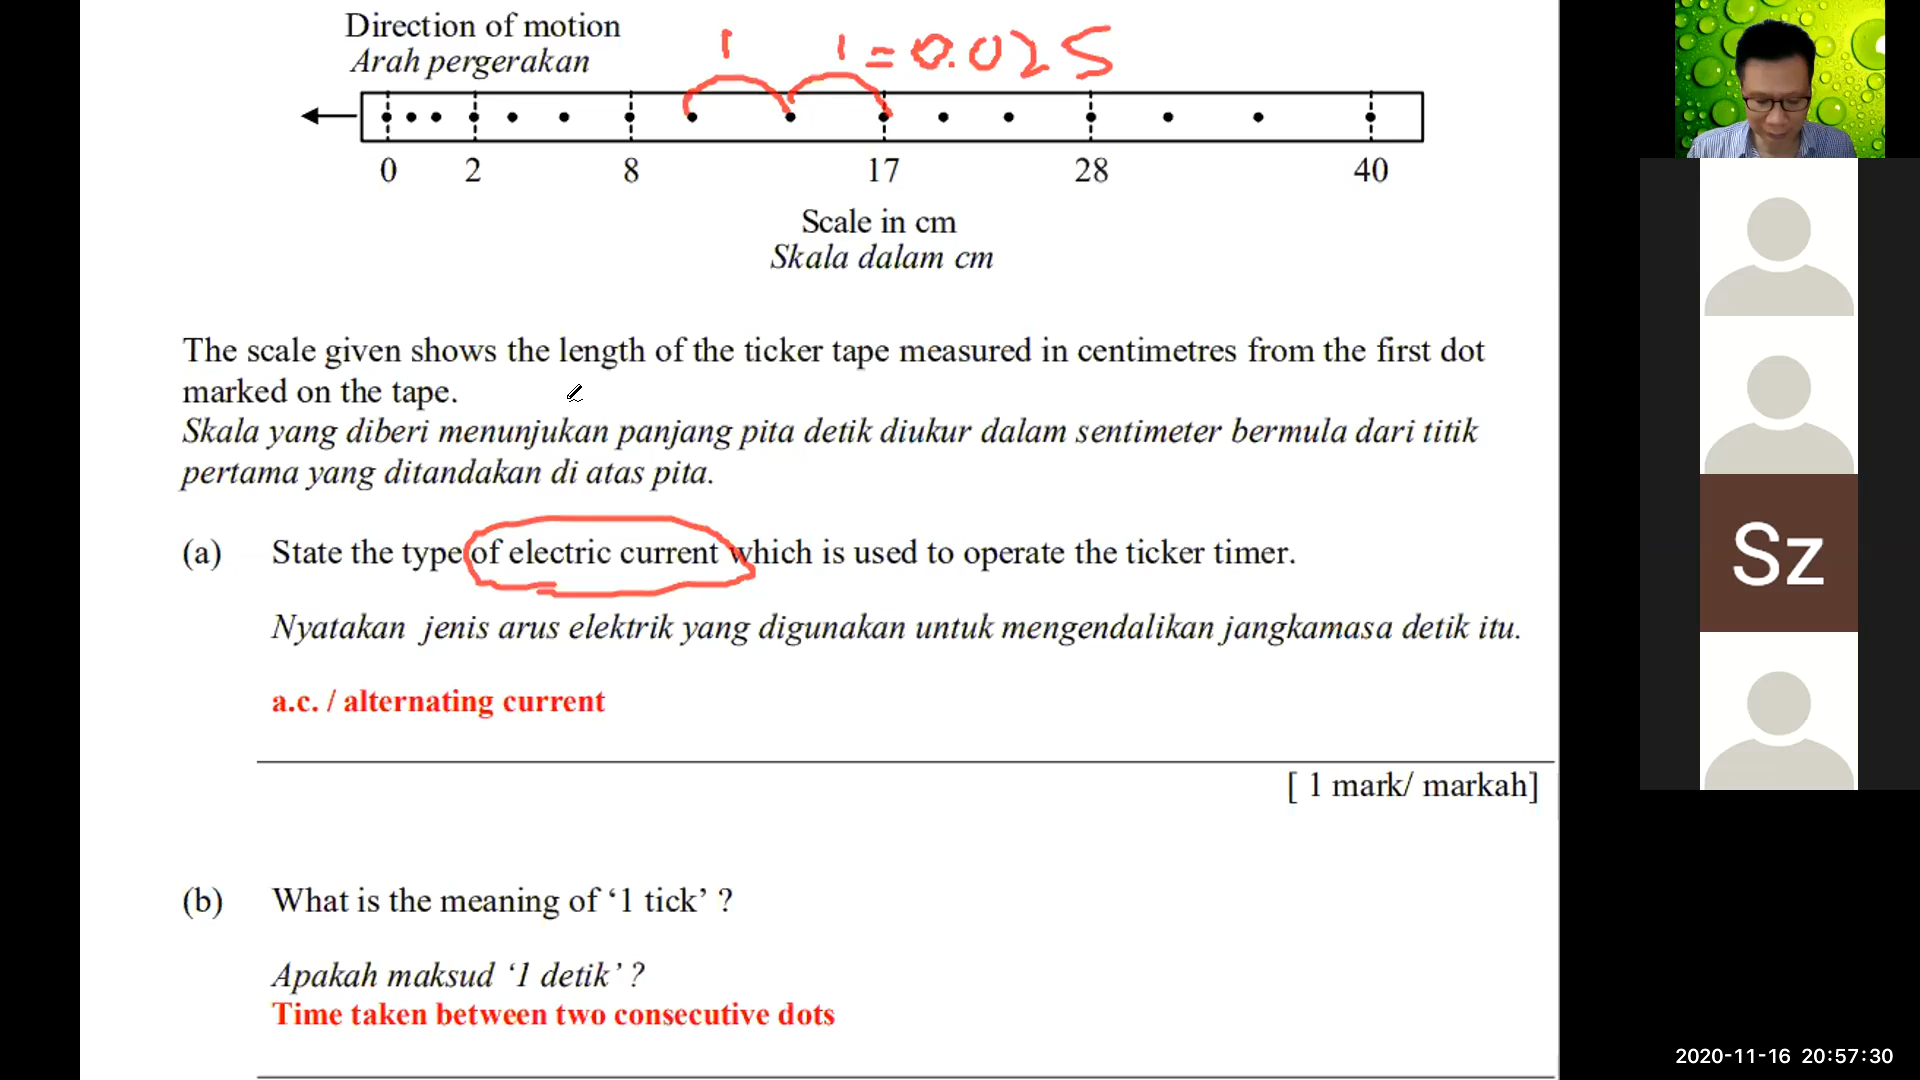 Direction of motion
Arah pergerakan
1 1 = 0.02 S
0 2 8 17 28 40
Scale in cm
Skala dalam cm
The scale given shows the length of the ticker tape measured in centimetres from the first dot
marked on the tape.
Skala yang diberi menunjukan panjang pita detik diukur dalam sentimeter bermula dari titik
pertama yang ditandakan di atas pita.
(a) State the type of electric current which is used to operate the ticker timer.
Nyatakan jenis arus elektrik yang digunakan untuk mengendalikan jangkamasa detik itu.
a.c. / alternating current
[ 1 mark/ markah]
(b) What is the meaning of ‘1 tick’ ?
Apakah maksud ‘1 detik’ ?
Time taken between two consecutive dots
Sz
2020-11-16 20:57:30